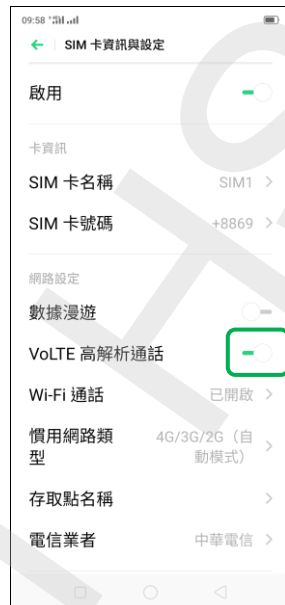 09:58
SIM 卡資訊與設定
啟用
卡資訊
SIM 卡名稱 SIM1
SIM 卡號碼 +8869
網路設定
數據漫遊
VoLTE 高解析通話
Wi-Fi 通話 已開啟
慣用網路類 4G/3G/2G（自
型 動模式）
存取點名稱
電信業者 中華電信